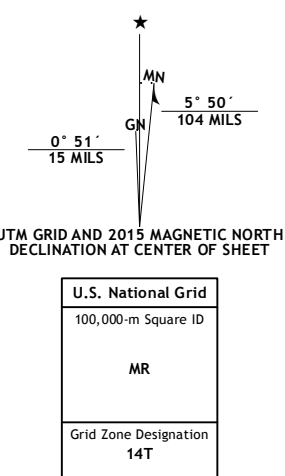 ★
MN
5° 50´
104 MILS
GN
0° 51´
15 MILS
UTM GRID AND 2015 MAGNETIC NORTH
DECLINATION AT CENTER OF SHEET
U.S. National Grid
100,000-m Square ID
MR
Grid Zone Designation
14T